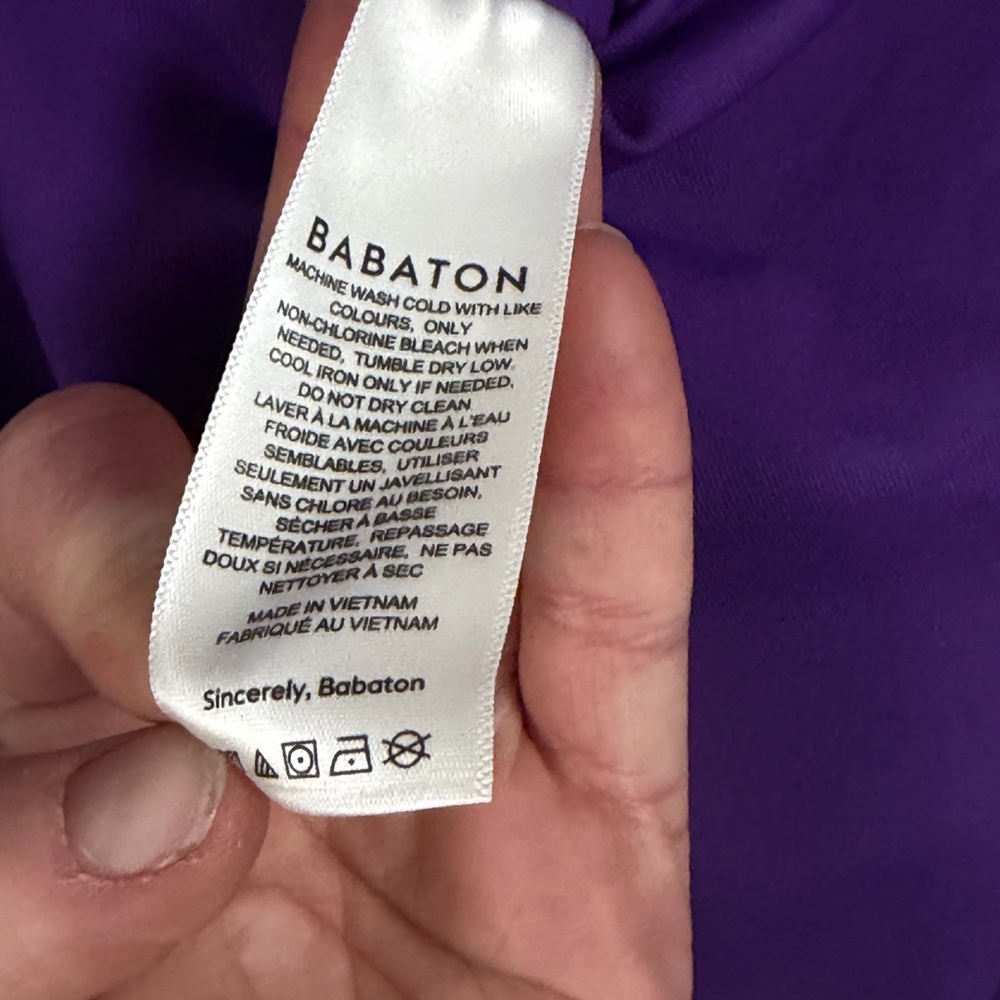 BABATON
MACHINE WASH COLD WITH LIKE
COLOURS, ONLY
NON-CHLORINE BLEACH WHEN
NEEDED, TUMBLE DRY LOW,
COOL IRON ONLY IF NEEDED,
DO NOT DRY CLEAN
LAVER À LA MACHINE À L'EAU
FROIDE AVEC COULEURS
SEMBLABLES, UTILISER
SEULEMENT UN JAVELLISANT
SANS CHLORE AU BESOIN,
SÉCHER À BASSE
TEMPÉRATURE, REPASSAGE
DOUX SI NÉCESSAIRE, NE PAS
NETTOYER À SEC
MADE IN VIETNAM
FABRIQUÉ AU VIETNAM
Sincerely, Babaton